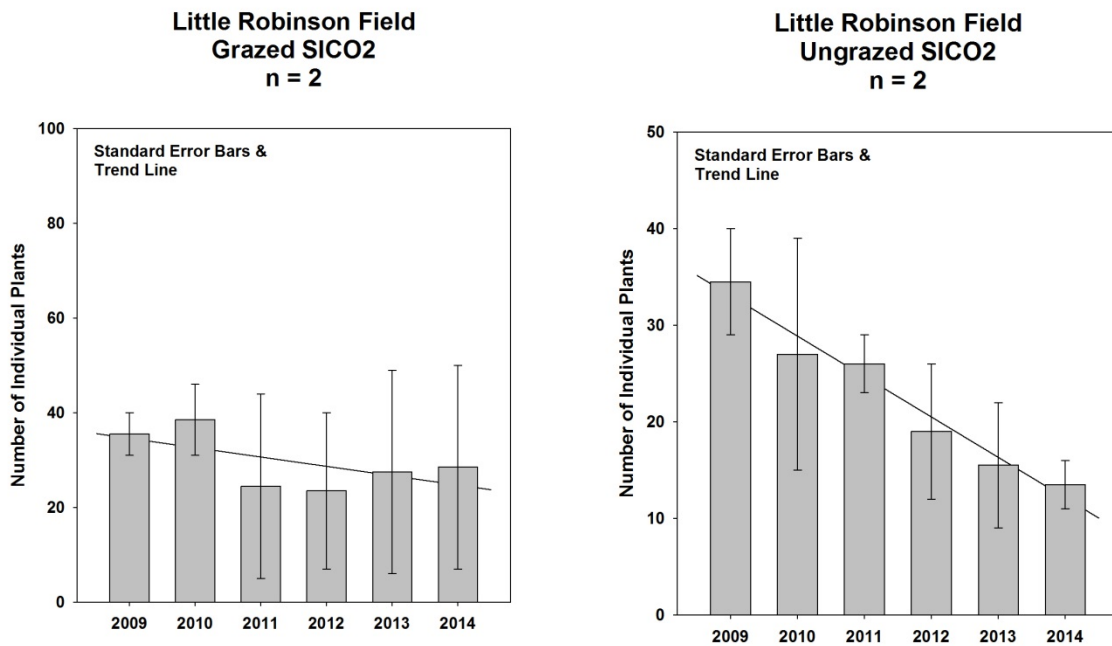 Little Robinson Field
Grazed SICO2
n = 2
Standard Error Bars &
Trend Line
Number of Individual Plants
100
80
60
40
20
0
2009 2010 2011 2012 2013 2014
Little Robinson Field
Ungrazed SICO2
n = 2
Standard Error Bars &
Trend Line
Number of Individual Plants
50
40
30
20
10
0
2009 2010 2011 2012 2013 2014